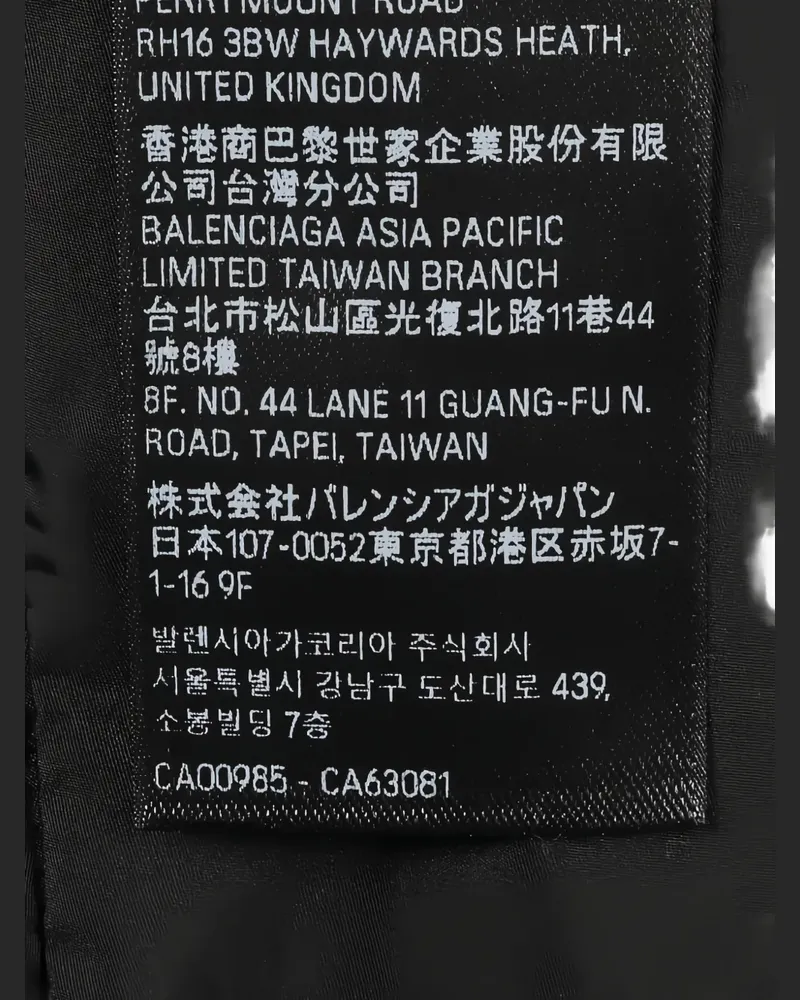 PERRYMOUNT ROAD
RH16 3BW HAYWARDS HEATH,
UNITED KINGDOM
香港商巴黎世家企業股份有限
公司台灣分公司
BALENCIAGA ASIA PACIFIC
LIMITED TAIWAN BRANCH
台北市松山區光復北路11巷44
號8樓
8F. NO. 44 LANE 11 GUANG-FU N.
ROAD, TAPEI, TAIWAN
株式会社バレンシアガジャパン
日本107-0052東京都港区赤坂7-
1-16 9F
발렌시아가코리아 주식회사
서울특별시 강남구 도산대로 439,
소봉빌딩 7층
CA00985 - CA63081